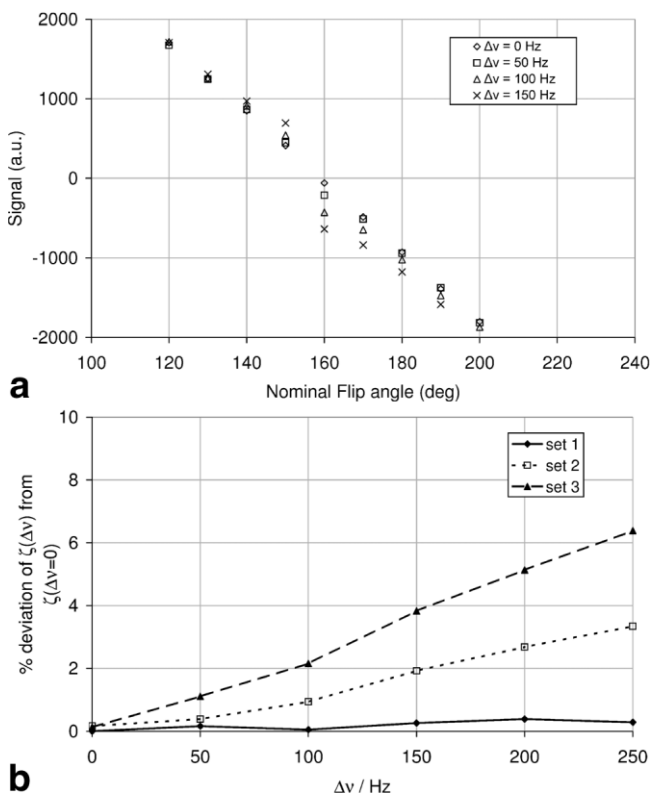 2000
1000
0
-1000
-2000
Signal (a.u.)
◇ Δν = 0 Hz
□ Δν = 50 Hz
△ Δν = 100 Hz
× Δν = 150 Hz
100 120 140 160 180 200 220 240
Nominal Flip angle (deg)
a
10
8
6
4
2
0
% deviation of ζ(Δν) from
ζ(Δν=0)
set 1
set 2
set 3
0 50 100 150 200 250
Δν / Hz
b